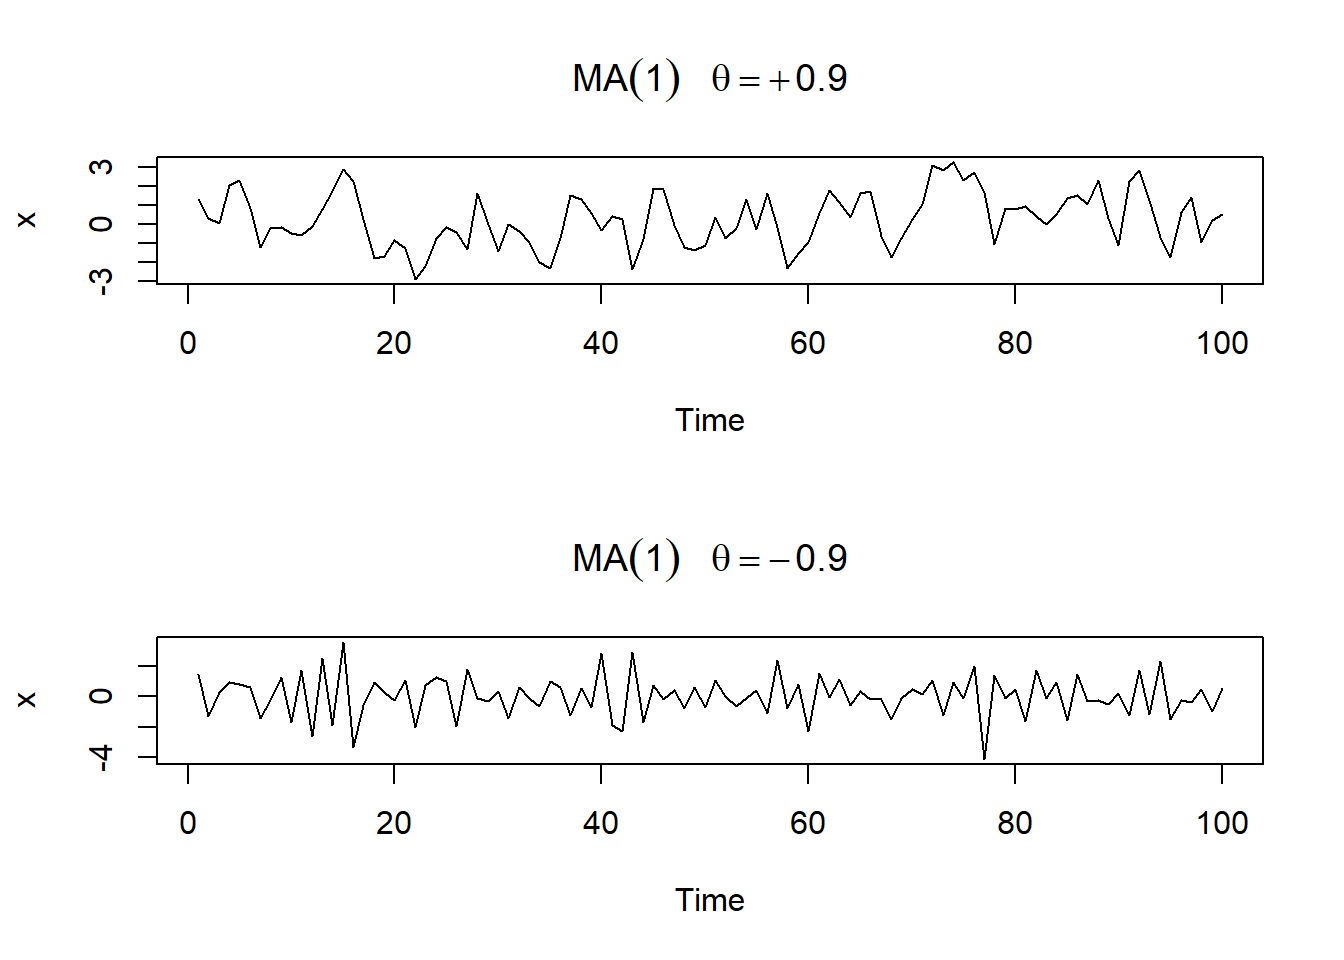 MA(1) θ = +0.9
x
3
0
-3
0 20 40 60 80 100
Time
MA(1) θ = −0.9
x
0
-4
0 20 40 60 80 100
Time